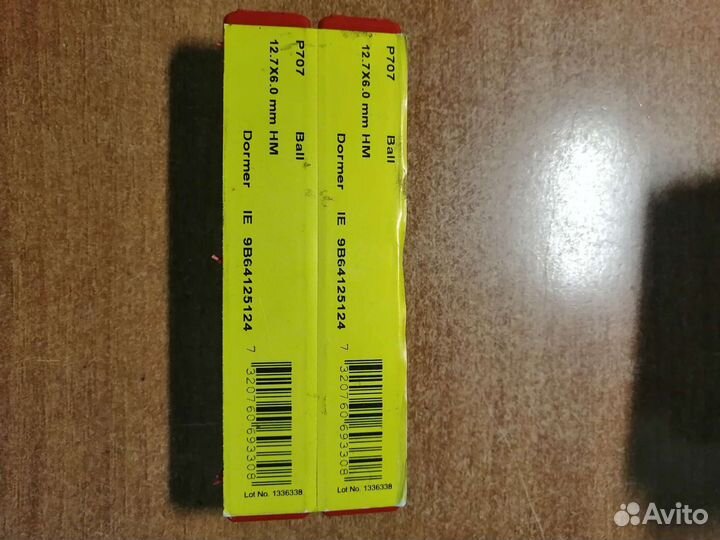 P707 Ball
12.7X6.0 mm HM
Dormer IE 9B64125124
7 320760 693308
Lot No. 1336338
P707 Ball
12.7X6.0 mm HM
Dormer IE 9B64125124
7 320760 693308
Lot No. 1336338
Avito